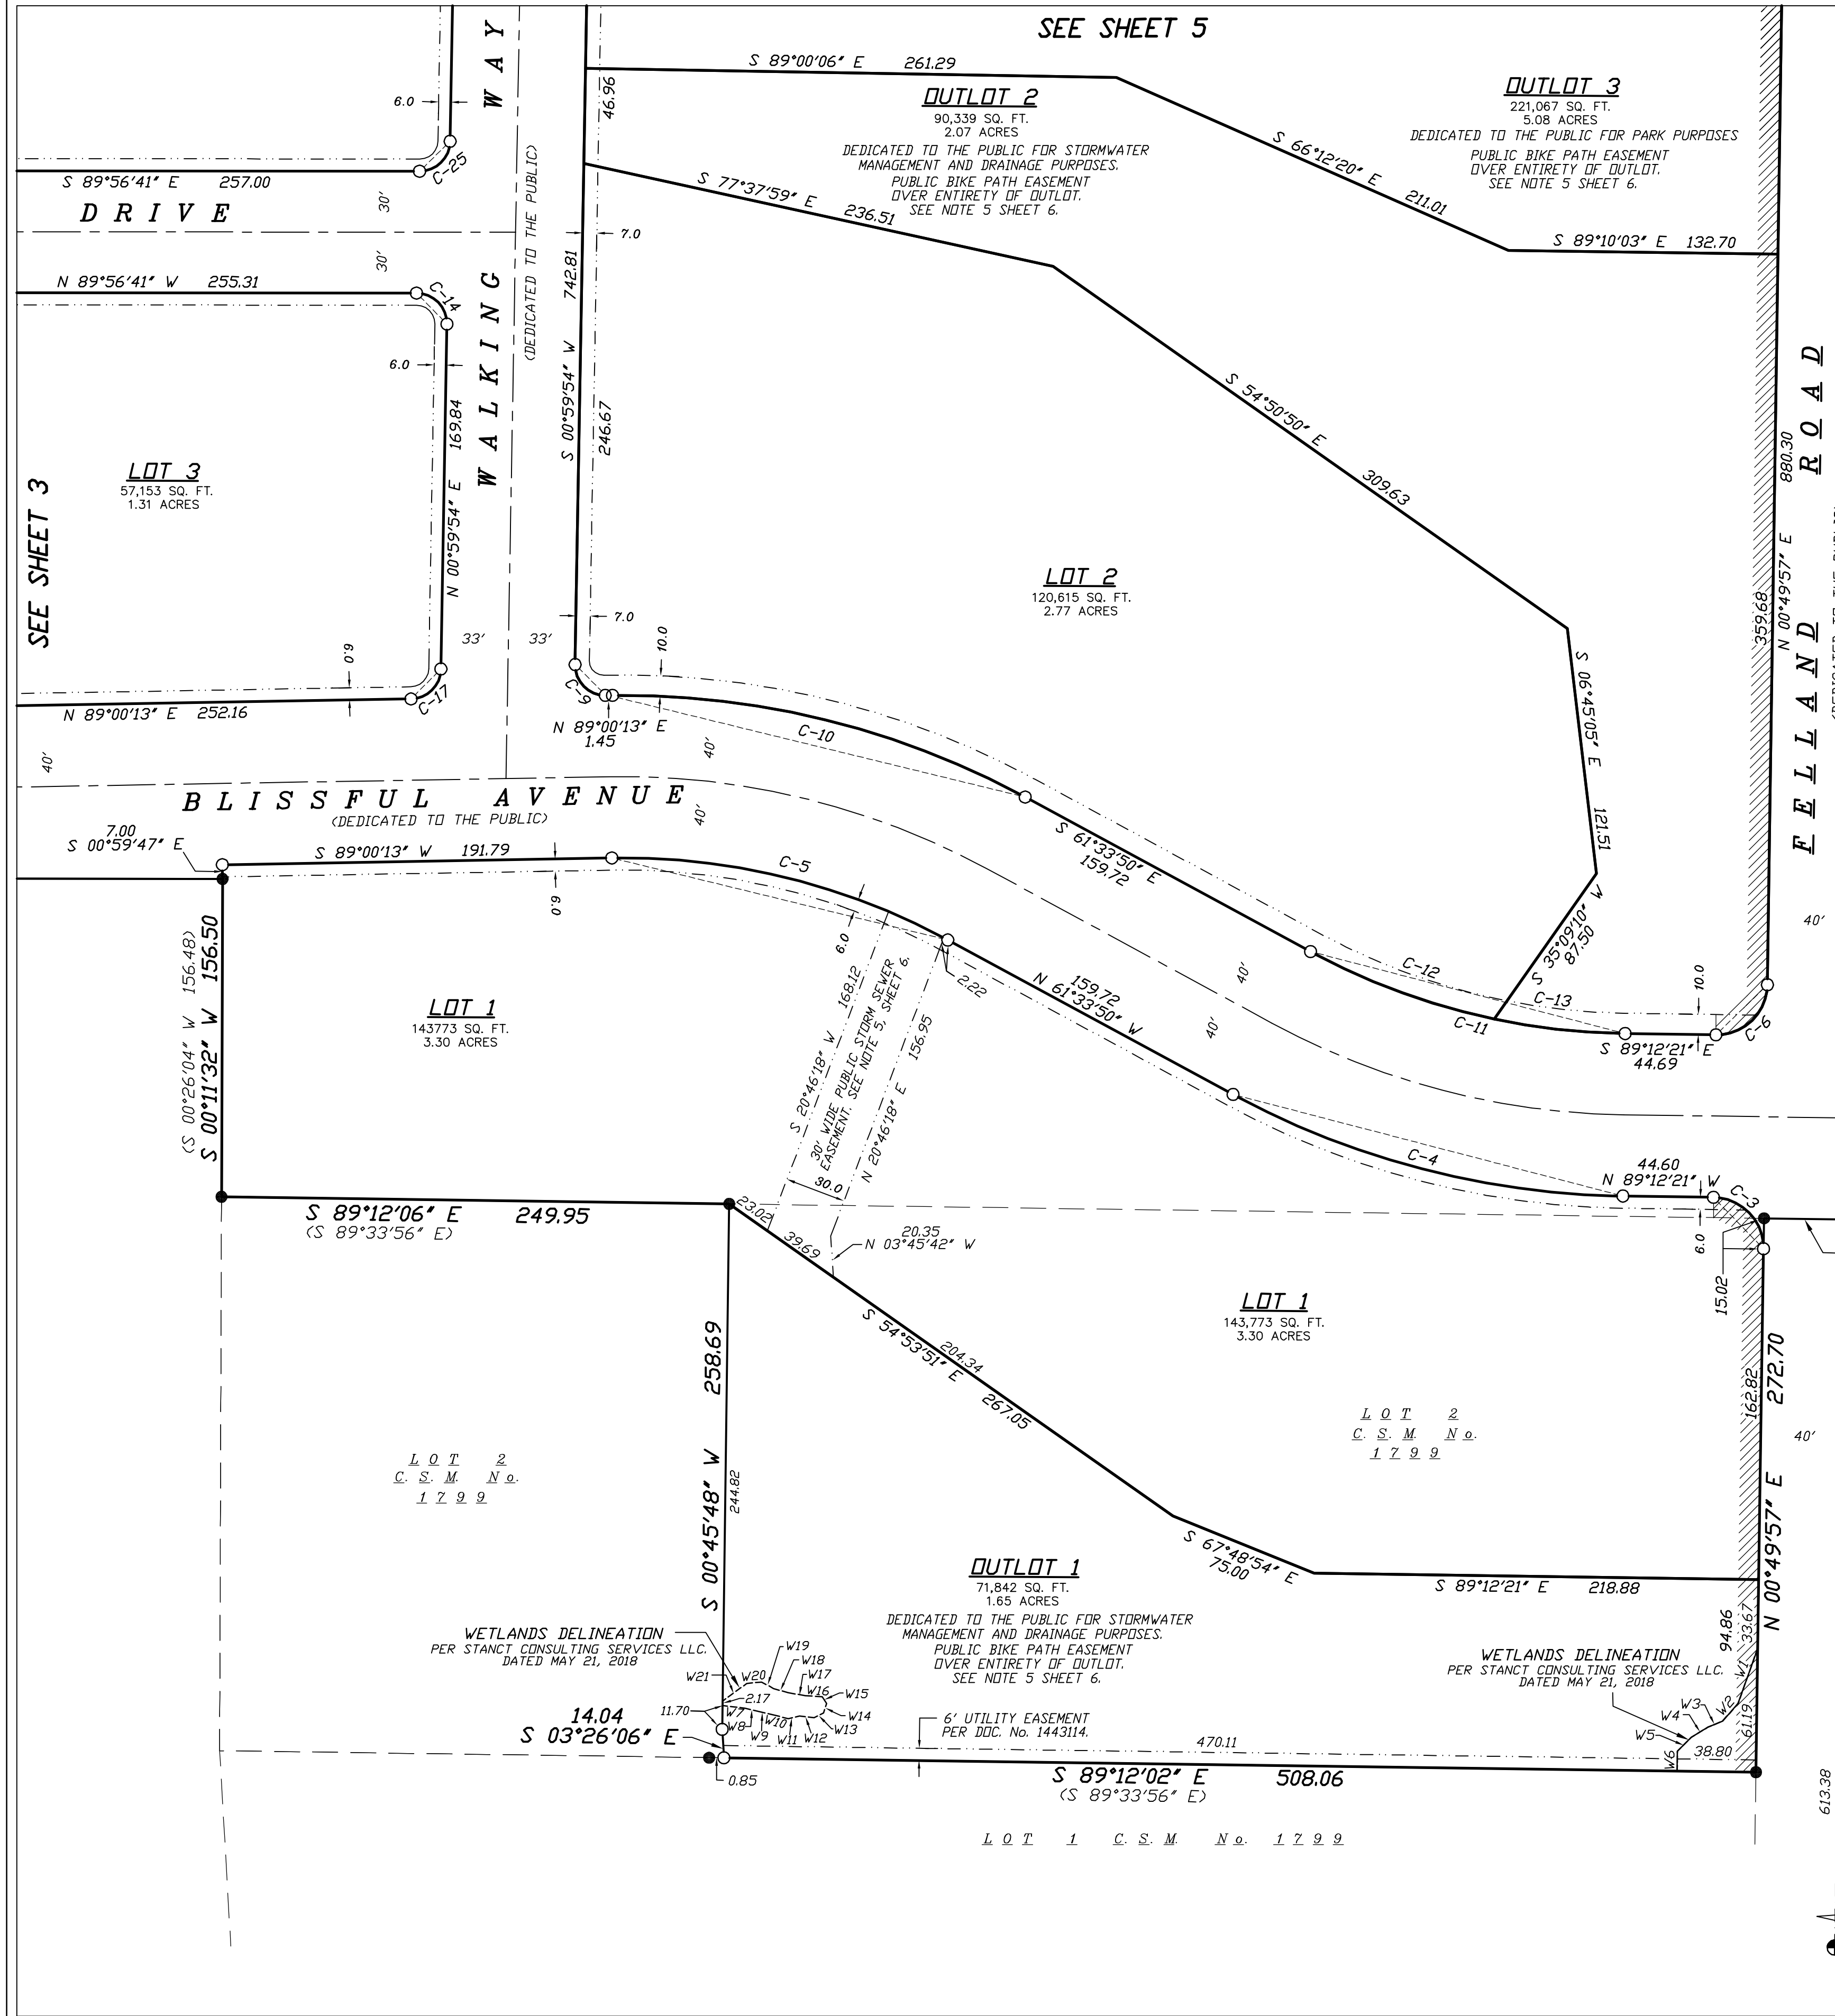 SEE SHEET 5
S 89°00'06" E 261.29
46.96
OUTLOT 2
90,339 SQ. FT.
2.07 ACRES
DEDICATED TO THE PUBLIC FOR STORMWATER
MANAGEMENT AND DRAINAGE PURPOSES.
PUBLIC BIKE PATH EASEMENT
OVER ENTIRETY OF OUTLOT.
SEE NOTE 5 SHEET 6.
OUTLOT 3
221,067 SQ. FT.
5.08 ACRES
DEDICATED TO THE PUBLIC FOR PARK PURPOSES
PUBLIC BIKE PATH EASEMENT
OVER ENTIRETY OF OUTLOT.
SEE NOTE 5 SHEET 6.
S 66°12'20" E 211.01
S 89°10'03" E 132.70
S 77°37'59" E 236.51
6.0
C-25
S 89°56'41" E 257.00
30'
DRIVE
30'
N 89°56'41" W 255.31
C-14
6.0
WALKING WAY
(DEDICATED TO THE PUBLIC)
7.0
S 00°59'54" W 742.81
246.67
N 00°59'54" E 169.84
LOT 3
57,153 SQ. FT.
1.31 ACRES
SEE SHEET 3
S 54°50'50" E 309.63
LOT 2
120,615 SQ. FT.
2.77 ACRES
S 06°45'05" E 121.51
S 35°09'10" W
87.50
FELLAND ROAD
880.30
N 00°49'57" E
359.68
40'
33'
33'
7.0
10.0
6.0
C-17
N 89°00'13" E 252.16
40'
C-9
N 89°00'13" E
1.45
C-10
40'
S 61°33'50" E
159.72
C-12
C-13
C-11
10.0
C-6
S 89°12'21" E
44.69
BLISSFUL AVENUE
(DEDICATED TO THE PUBLIC)
40'
7.00
S 00°59'47" E
S 89°00'13" W 191.79
6.0
C-5
6.0
2.22
159.72
N 61°33'50" W
40'
40'
C-4
44.60
N 89°12'21" W
C-3
6.0
15.02
(S 00°26'04" W 156.48)
S 00°11'32" W 156.50
LOT 1
143773 SQ. FT.
3.30 ACRES
S 20°46'18" W 168.12
30' WIDE PUBLIC STORM SEWER
EASEMENT. SEE NOTE 5, SHEET 6.
N 20°46'18" E 156.95
30.0
S 89°12'06" E 249.95
(S 89°33'56" E)
23.02
39.69
20.35
N 03°45'42" W
LOT 1
143,773 SQ. FT.
3.30 ACRES
S 54°53'51" E 267.05
204.34
S 00°45'48" W 258.69
244.82
LOT 2
C.S.M. No.
1799
LOT 2
C.S.M. No.
1799
162.82
272.70
40'
N 00°49'57" E
S 67°48'54" E
75.00
S 89°12'21" E 218.88
OUTLOT 1
71,842 SQ. FT.
1.65 ACRES
DEDICATED TO THE PUBLIC FOR STORMWATER
MANAGEMENT AND DRAINAGE PURPOSES.
PUBLIC BIKE PATH EASEMENT
OVER ENTIRETY OF OUTLOT.
SEE NOTE 5 SHEET 6.
94.86
33.67
WETLANDS DELINEATION
PER STANCT CONSULTING SERVICES LLC.
DATED MAY 21, 2018
WETLANDS DELINEATION
PER STANCT CONSULTING SERVICES LLC.
DATED MAY 21, 2018
W21
W20
W19
W18
W17
W16
W15
W14
W13
W12
W11
W10
W9
W8
W7
2.17
11.70
14.04
S 03°26'06" E
0.85
6' UTILITY EASEMENT
PER DOC. No. 1443114.
470.11
W1
W2
W3
W4
W5
W6
61.19
38.80
S 89°12'02" E 508.06
(S 89°33'56" E)
LOT 1 C.S.M. No. 1799
613.38